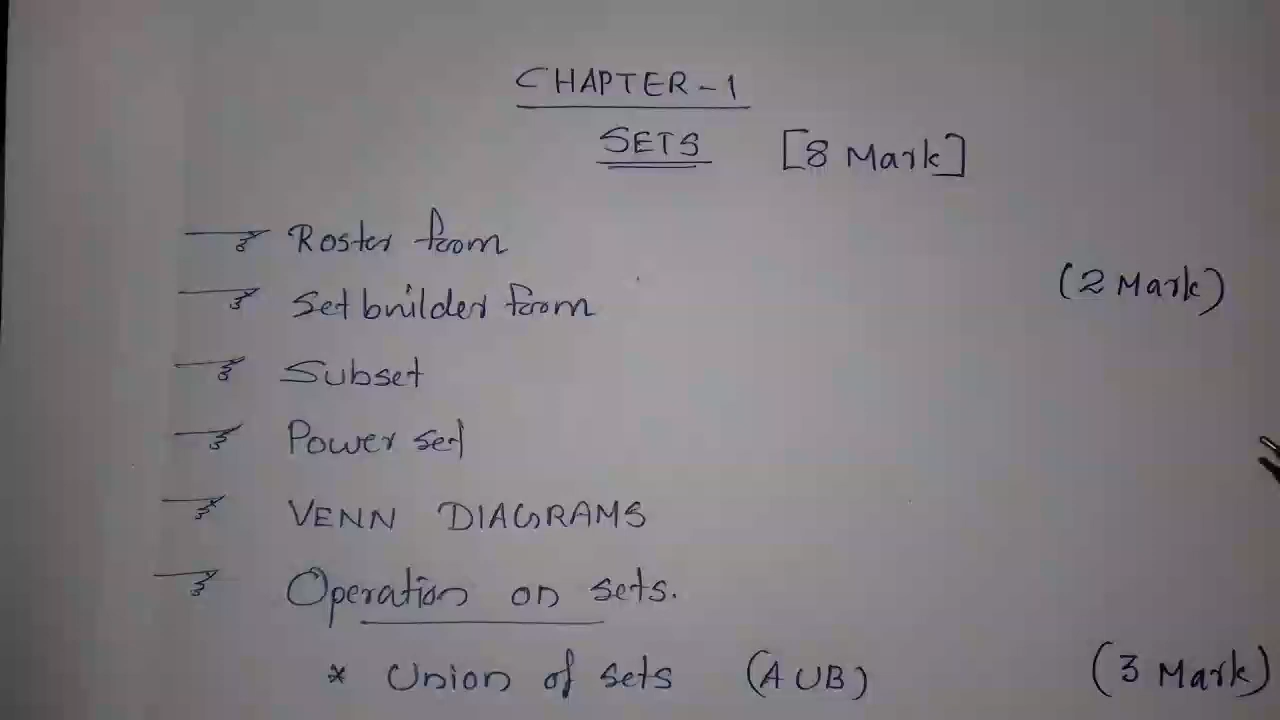 CHAPTER-1
SETS [8 Mark]
Roster form
Set builder form
(2 Mark)
Subset
Power set
VENN DIAGRAMS
Operation on sets.
* Union of sets (A ∪ B) (3 Mark)